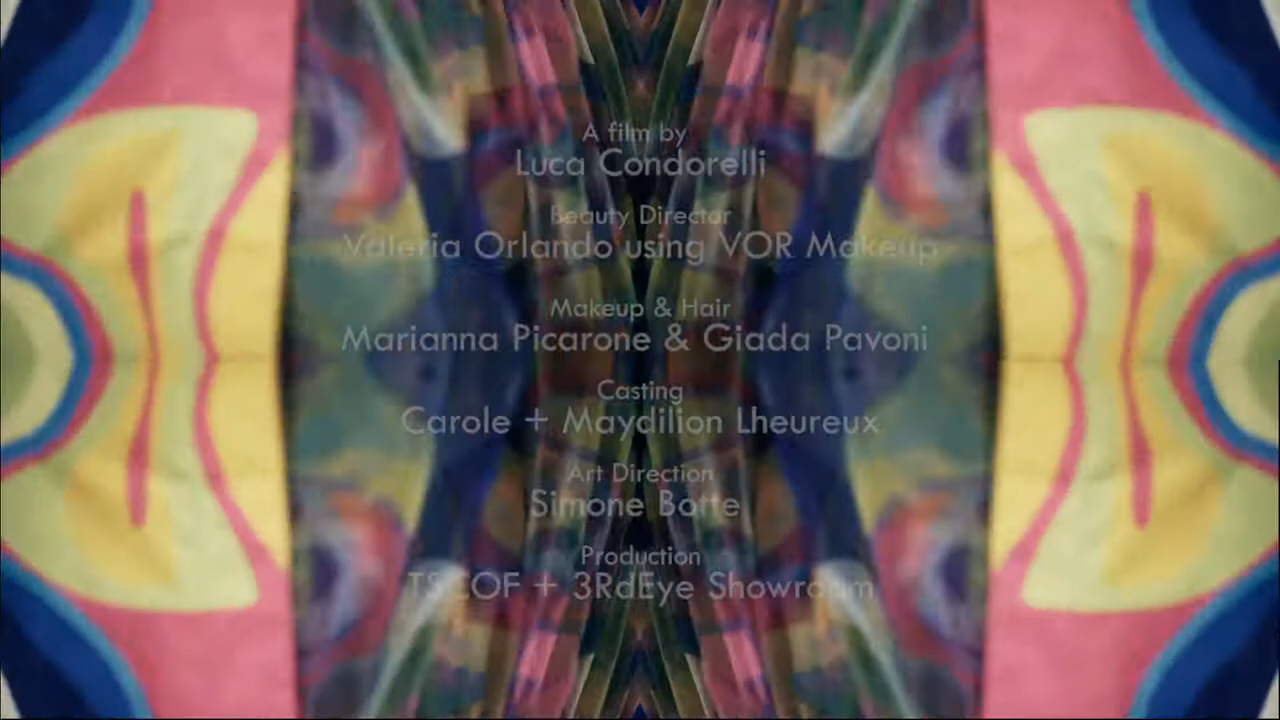 A film by
Luca Condorelli
Beauty Director
Valeria Orlando using VOR Makeup
Makeup & Hair
Marianna Picarone & Giada Pavoni
Casting
Carole + Maydilion Lheureux
Art Direction
Simone Botte
Production
+ 3RdEye Showroom